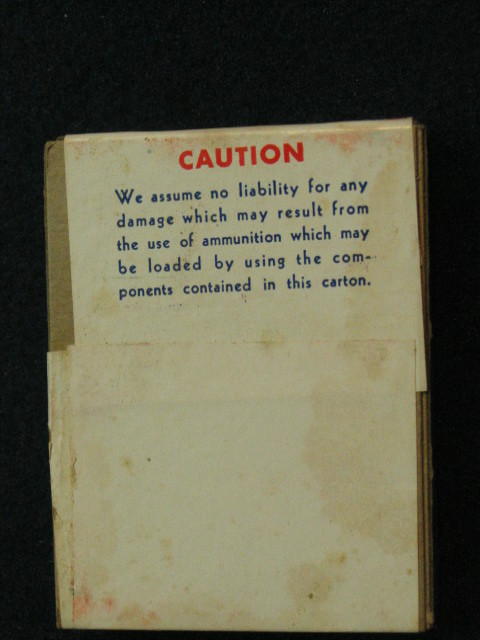 CAUTION
We assume no liability for any
damage which may result from
the use of ammunition which may
be loaded by using the com-
ponents contained in this carton.